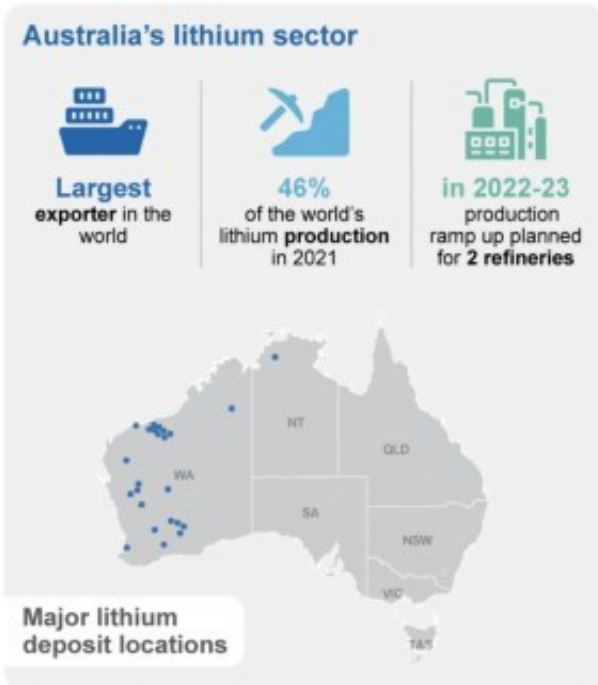 Australia's lithium sector
Largest
exporter in the
world
46%
of the world's
lithium production
in 2021
in 2022-23
production
ramp up planned
for 2 refineries
NT
QLD
WA
SA
NSW
VIC
TAS
Major lithium
deposit locations